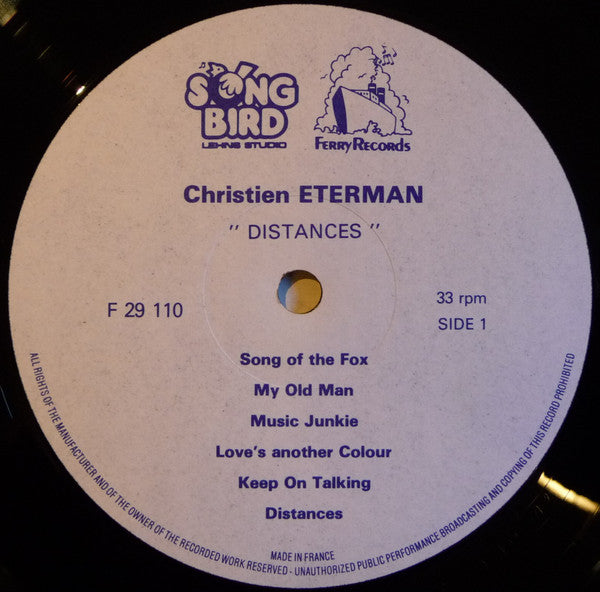 SONG
BIRD
LEHNS STUDIO
FERRY RECORDS
Christien ETERMAN
" DISTANCES "
F 29 110
33 rpm
SIDE 1
Song of the Fox
My Old Man
Music Junkie
Love's another Colour
Keep On Talking
Distances
MADE IN FRANCE
ALL RIGHTS OF THE MANUFACTURER AND OF THE OWNER OF THE RECORDED WORK RESERVED - UNAUTHORIZED PUBLIC PERFORMANCE BROADCASTING AND COPYING OF THIS RECORD PROHIBITED